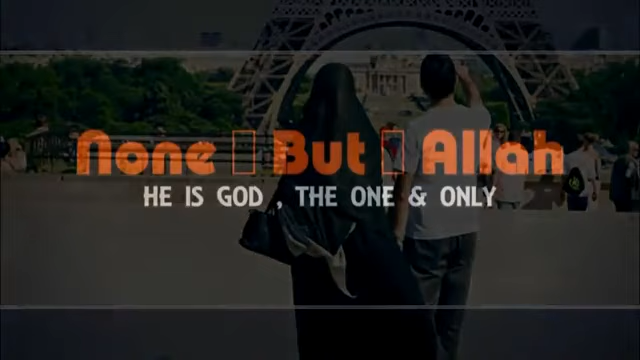 None ▯ But ▯ Allah
HE IS GOD , THE ONE & ONLY